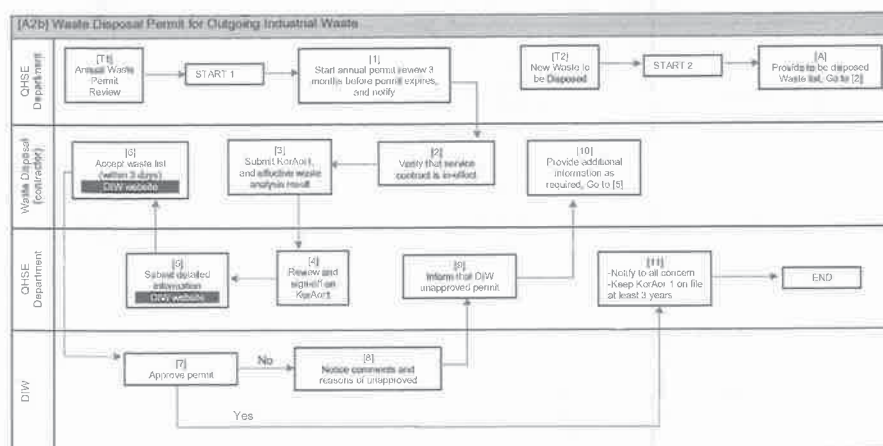 [A2b] Waste Disposal Permit for Outgoing Industrial Waste
QHSE
Department
[T1]
Annual Waste
Permit
Review
START 1
[1]
Start annual permit review 3
months before permit expires,
and notify
[T2]
New Waste to
be Disposed
START 2
[A]
Provide to be disposed
Waste list, Go to [2]
Waste Disposal
(contractor)
[6]
Accept waste list
(within 3 days)
DIW website
[3]
Submit KorAor1,
and effective waste
analysis result
[2]
Verify that service
contract is in-effect
[10]
Provide additional
information as
required, Go to [5]
QHSE
Department
[5]
Submit detailed
information
DIW website
[4]
Review and
sign-off on
KorAor1
[9]
Inform that DIW
unapproved permit
[11]
-Notify to all concern
-Keep KorAor 1 on file
at least 3 years
END
DIW
[7]
Approve permit
No
[8]
Notice comments and
reasons of unapproved
Yes